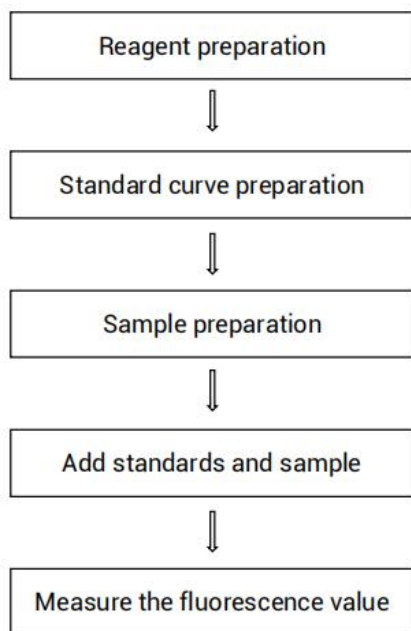 Reagent preparation
Standard curve preparation
Sample preparation
Add standards and sample
Measure the fluorescence value